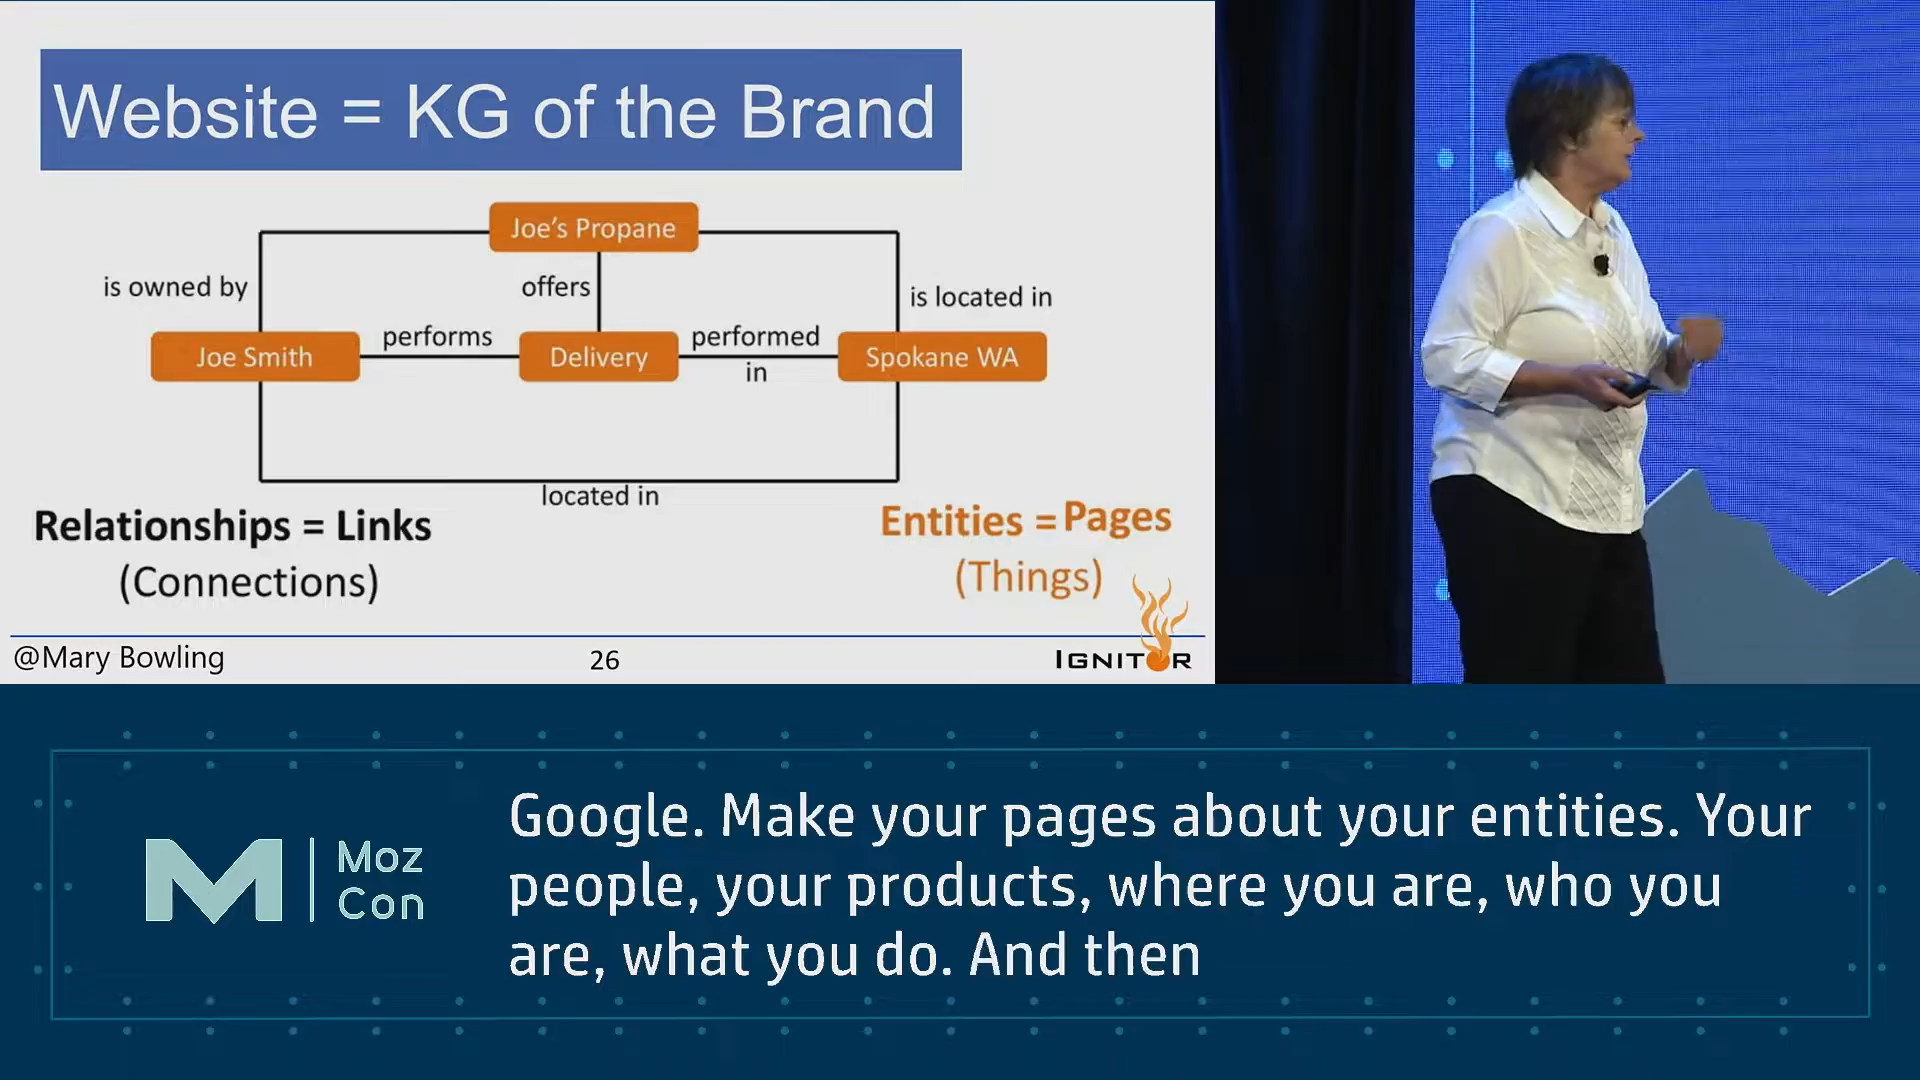 Website = KG of the Brand
Joe's Propane
is owned by
offers
is located in
Joe Smith
performs
Delivery
performed
in
Spokane WA
located in
Relationships = Links
(Connections)
Entities = Pages
(Things)
@Mary Bowling
26
IGNITOR
Moz
Con
Google. Make your pages about your entities. Your
people, your products, where you are, who you
are, what you do. And then